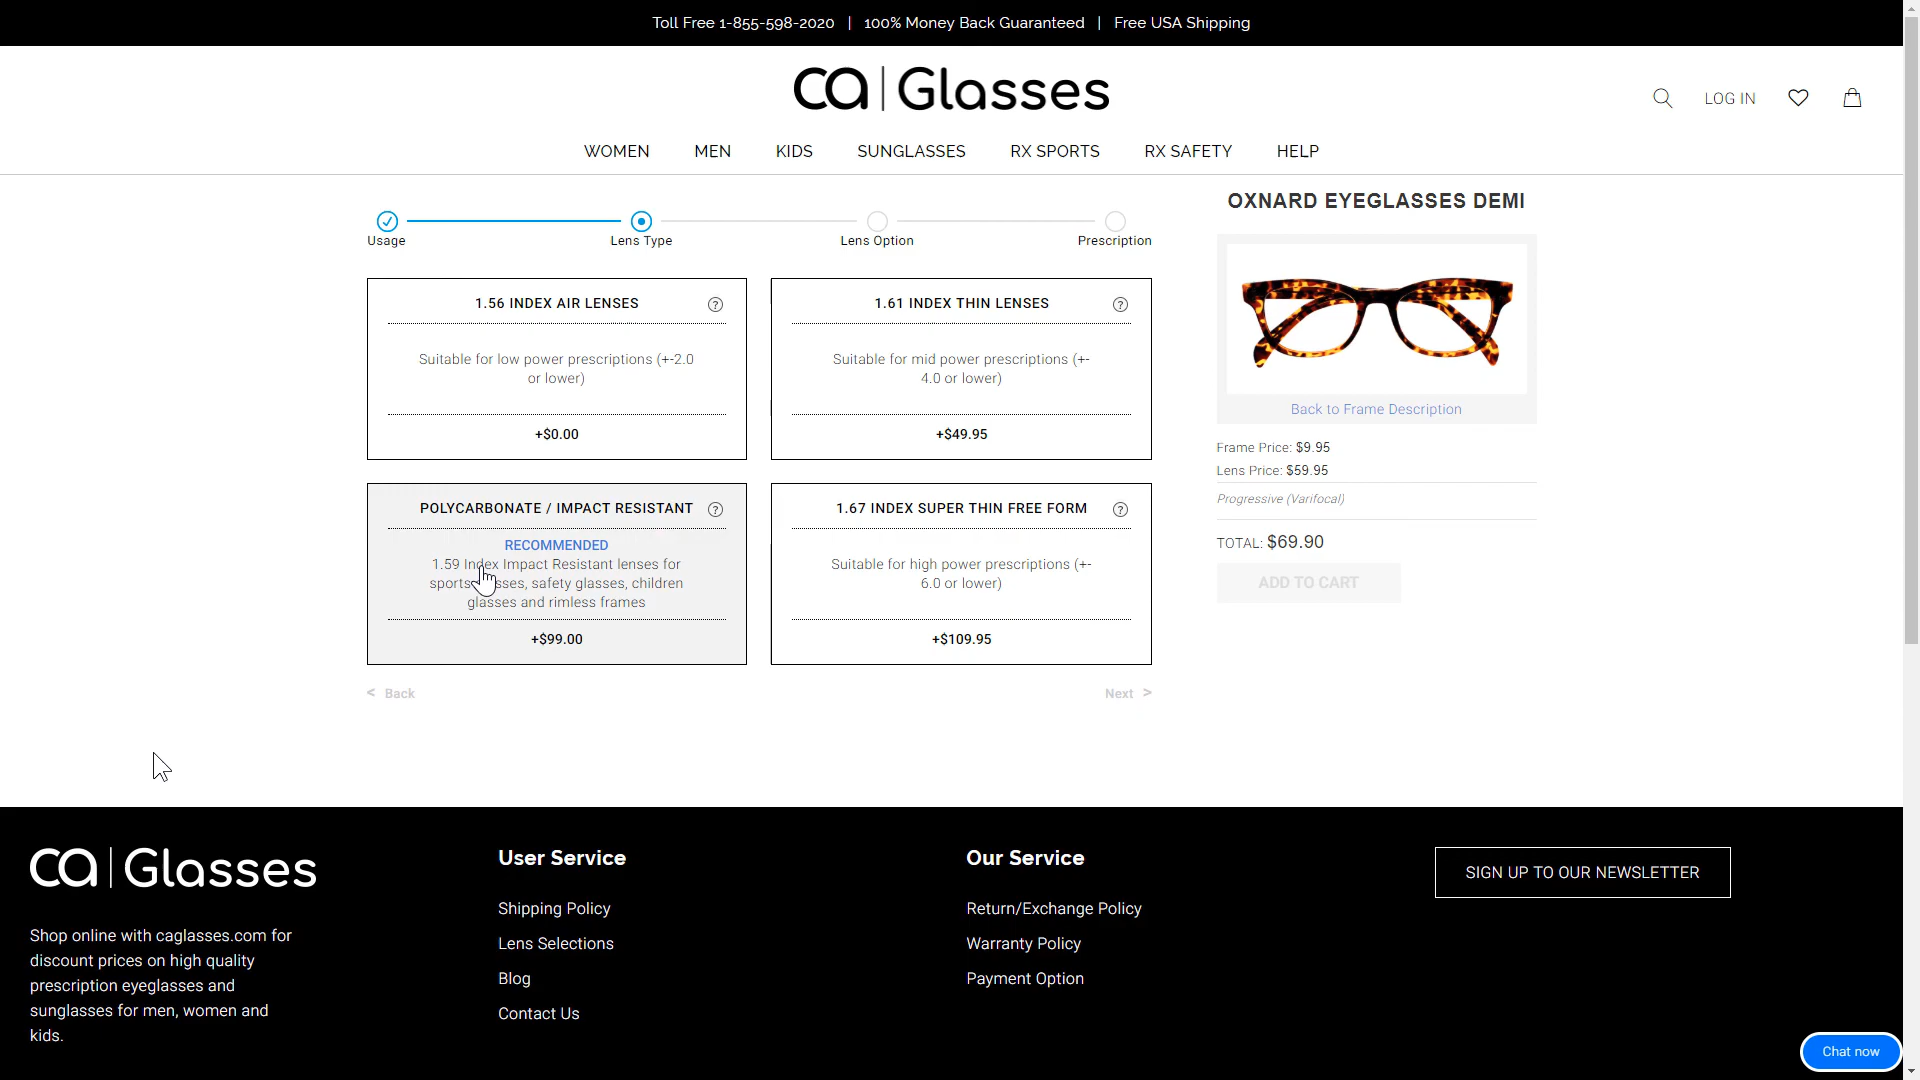 Toll Free 1-855-598-2020 | 100% Money Back Guaranteed | Free USA Shipping
ca|Glasses
LOG IN
WOMEN MEN KIDS SUNGLASSES RX SPORTS RX SAFETY HELP
Usage
Lens Type
Lens Option
Prescription
1.56 INDEX AIR LENSES ?
Suitable for low power prescriptions (+-2.0
or lower)
+$0.00
1.61 INDEX THIN LENSES ?
Suitable for mid power prescriptions (+-
4.0 or lower)
+$49.95
POLYCARBONATE / IMPACT RESISTANT ?
RECOMMENDED
1.59 Index Impact Resistant lenses for
sports glasses, safety glasses, children
glasses and rimless frames
+$99.00
1.67 INDEX SUPER THIN FREE FORM ?
Suitable for high power prescriptions (+-
6.0 or lower)
+$109.95
< Back
Next >
OXNARD EYEGLASSES DEMI
Back to Frame Description
Frame Price: $9.95
Lens Price: $59.95
Progressive (Varifocal)
TOTAL: $69.90
ADD TO CART
ca|Glasses
Shop online with caglasses.com for
discount prices on high quality
prescription eyeglasses and
sunglasses for men, women and
kids.
User Service
Shipping Policy
Lens Selections
Blog
Contact Us
Our Service
Return/Exchange Policy
Warranty Policy
Payment Option
SIGN UP TO OUR NEWSLETTER
Chat now